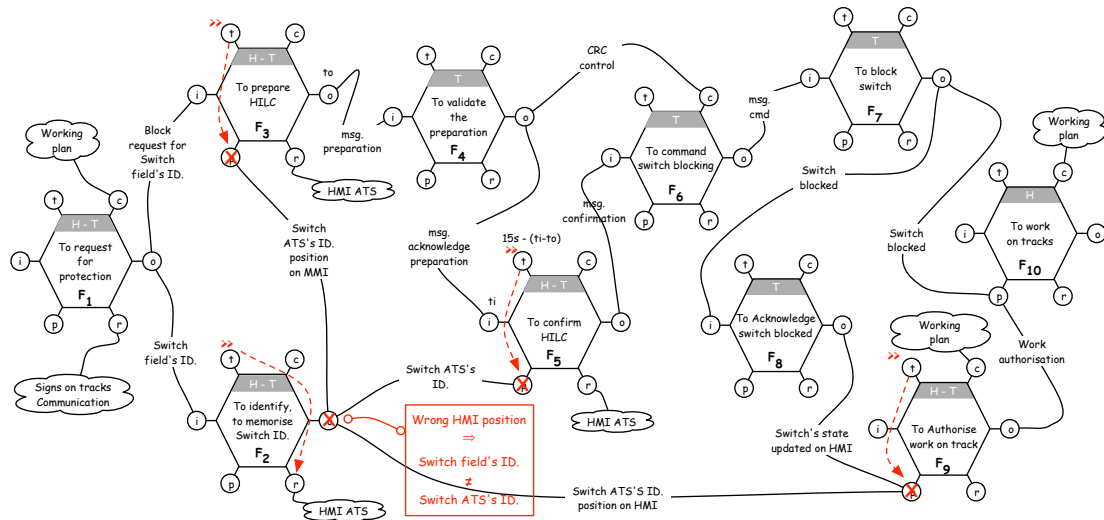 »
t
c
H - T
To prepare
HILC
F3
i
to
o
r
HMI ATS
Block
request for
Switch
field's ID.
msg.
preparation
t
c
T
To validate
the
preparation
F4
i
o
p
r
CRC
control
t
c
T
To command
switch blocking
F6
i
o
p
r
msg.
cmd
t
c
T
To block
switch
F7
i
o
p
r
Working
plan
t
c
H - T
To request
for
protection
F1
i
o
p
r
Signs on tracks
Communication
Switch
field's ID.
Switch
ATS's ID.
position
on MMI
msg.
acknowledge
preparation
msg.
confirmation
15s - (ti-to)
»
t
c
H - T
To confirm
HILC
F5
ti
i
o
r
HMI ATS
Switch
blocked
Switch
blocked
t
c
T
To Acknowledge
switch blocked
F8
i
o
p
r
Working
plan
t
c
H
To work
on tracks
F10
i
o
p
r
Work
authorisation
»
t
c
H - T
To identify,
to memorise
Switch ID.
F2
i
p
r
HMI ATS
Switch ATS's
ID.
Wrong HMI position
⇒
Switch field's ID.
≠
Switch ATS's ID.
Switch ATS'S ID.
position on HMI
Switch's state
updated on HMI
Working
plan
»
t
c
H - T
To Authorise
work on track
F9
i
o
r